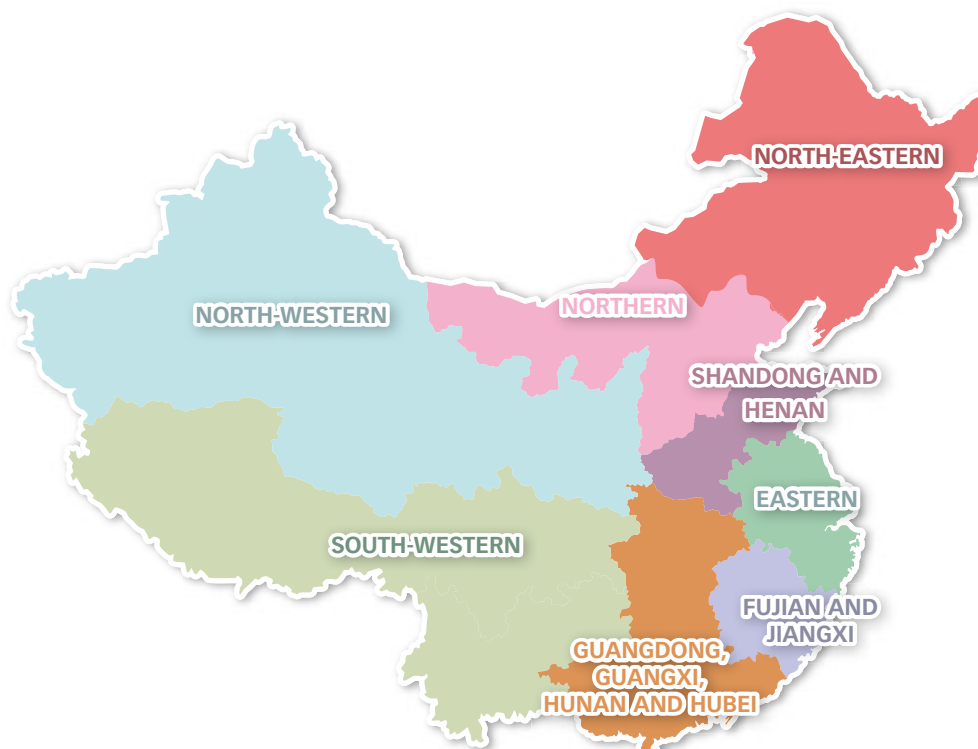 NORTH-EASTERN
NORTH-WESTERN
NORTHERN
SHANDONG AND
HENAN
EASTERN
SOUTH-WESTERN
FUJIAN AND
JIANGXI
GUANGDONG,
GUANGXI,
HUNAN AND HUBEI